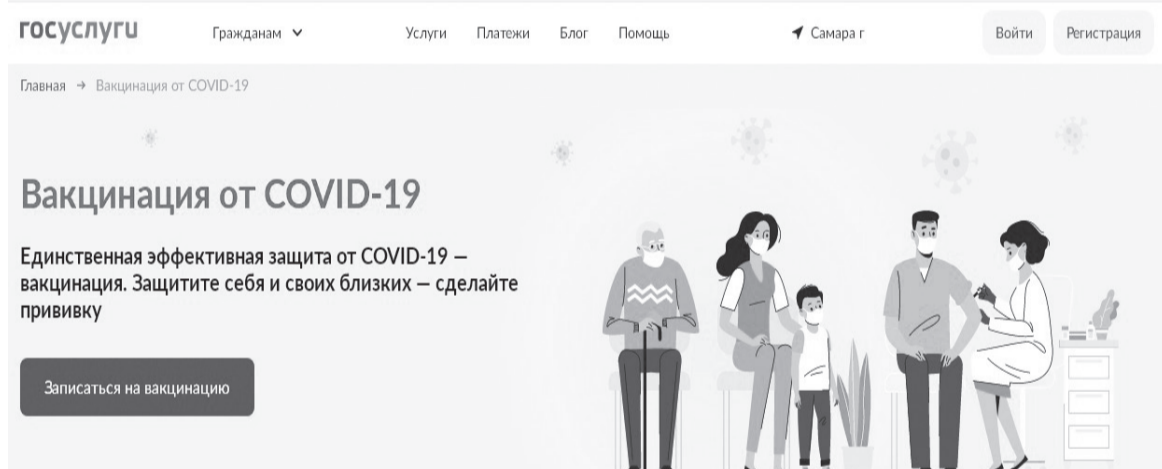 госуслуги Гражданам Услуги Платежи Блог Помощь Самара г Войти Регистрация
Главная → Вакцинация от COVID-19
Вакцинация от COVID-19
Единственная эффективная защита от COVID-19 –
вакцинация. Защитите себя и своих близких – сделайте
прививку
Записаться на вакцинацию